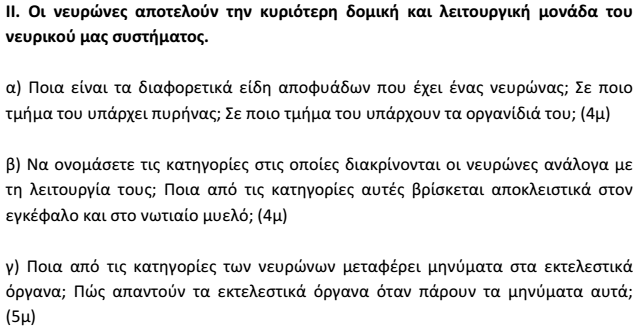 II. Οι νευρώνες αποτελούν την κυριότερη δομική και λειτουργική μονάδα του
νευρικού μας συστήματος.
α) Ποια είναι τα διαφορετικά είδη αποφυάδων που έχει ένας νευρώνας; Σε ποιο
τμήμα του υπάρχει πυρήνας; Σε ποιο τμήμα του υπάρχουν τα οργανίδιά του; (4μ)
β) Να ονομάσετε τις κατηγορίες στις οποίες διακρίνονται οι νευρώνες ανάλογα με
τη λειτουργία τους; Ποια από τις κατηγορίες αυτές βρίσκεται αποκλειστικά στον
εγκέφαλο και στο νωτιαίο μυελό; (4μ)
γ) Ποια από τις κατηγορίες των νευρώνων μεταφέρει μηνύματα στα εκτελεστικά
όργανα; Πώς απαντούν τα εκτελεστικά όργανα όταν πάρουν τα μηνύματα αυτά;
(5μ)